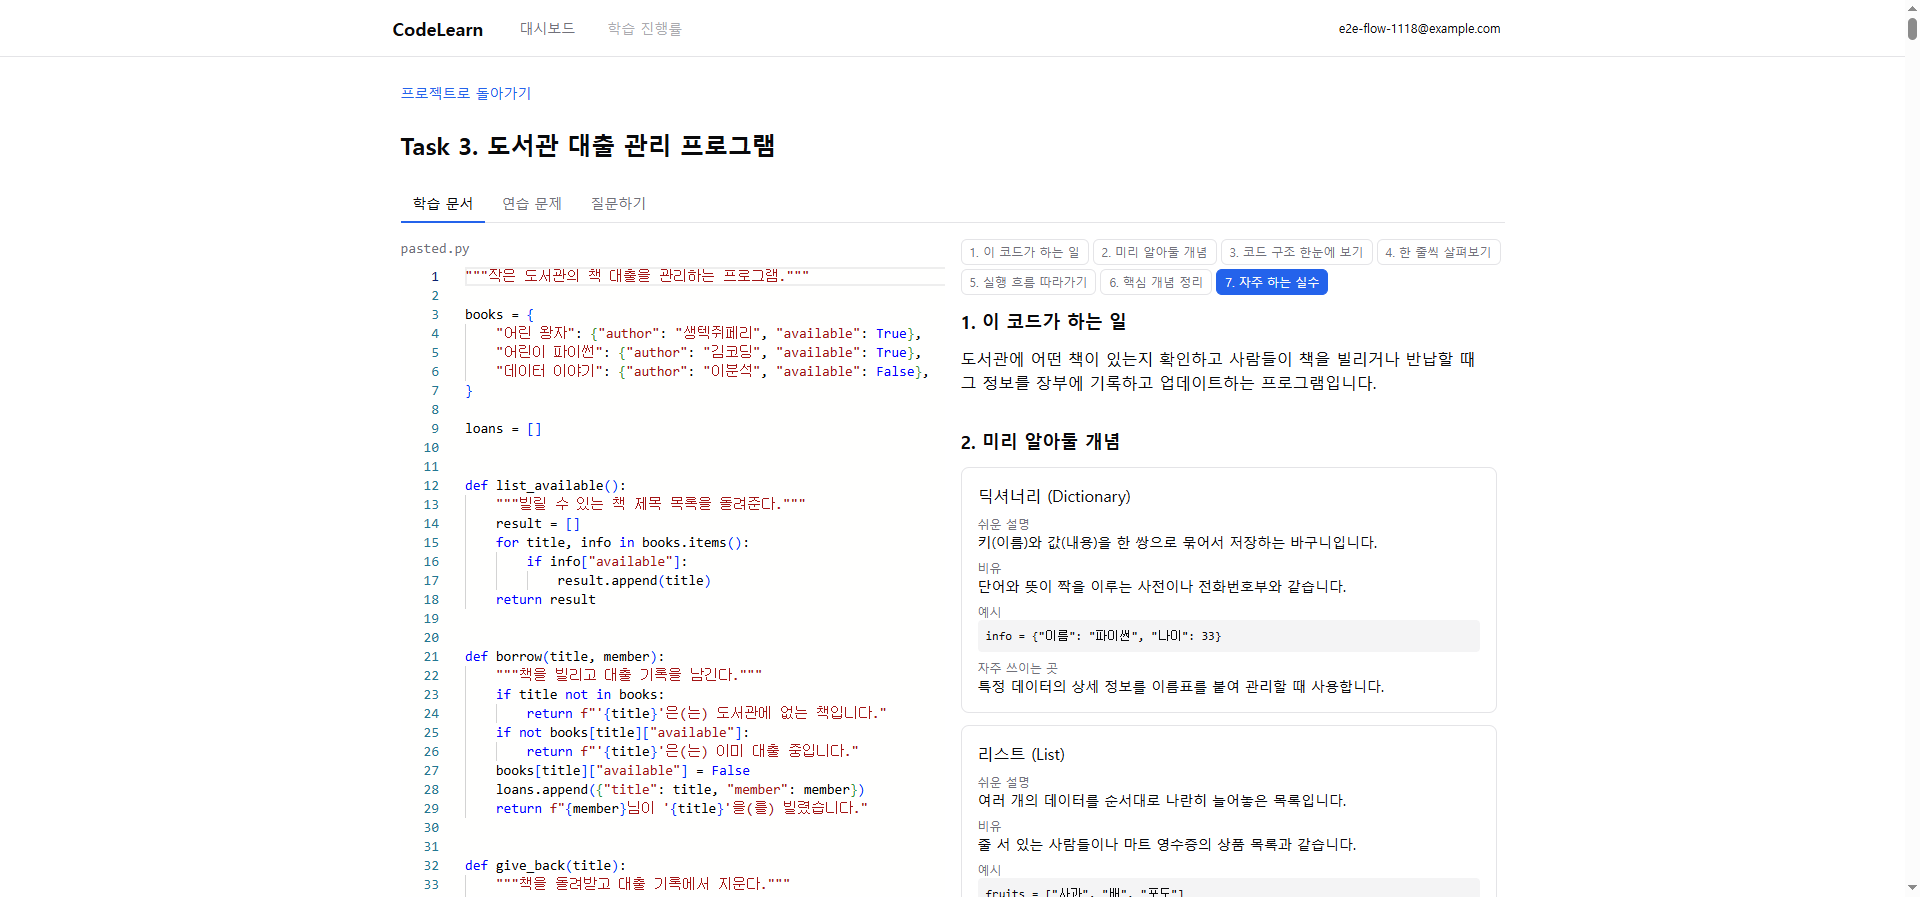 CodeLearn 대시보드 학습 진행률 e2e-flow-1118@example.com
프로젝트로 돌아가기
Task 3. 도서관 대출 관리 프로그램
학습 문서 연습 문제 질문하기
pasted.py
1 """작은 도서관의 책 대출을 관리하는 프로그램."""
2
3 books = {
4 "어린 왕자": {"author": "생텍쥐페리", "available": True},
5 "어린이 파이썬": {"author": "김코딩", "available": True},
6 "데이터 이야기": {"author": "이분석", "available": False},
7 }
8
9 loans = []
10
11
12 def list_available():
13 """빌릴 수 있는 책 제목 목록을 돌려준다."""
14 result = []
15 for title, info in books.items():
16 if info["available"]:
17 result.append(title)
18 return result
19
20
21 def borrow(title, member):
22 """책을 빌리고 대출 기록을 남긴다."""
23 if title not in books:
24 return f"'{title}'은(는) 도서관에 없는 책입니다."
25 if not books[title]["available"]:
26 return f"'{title}'은(는) 이미 대출 중입니다."
27 books[title]["available"] = False
28 loans.append({"title": title, "member": member})
29 return f"{member}님이 '{title}'을(를) 빌렸습니다."
30
31
32 def give_back(title):
33 """책을 돌려받고 대출 기록에서 지운다."""
1. 이 코드가 하는 일 2. 미리 알아둘 개념 3. 코드 구조 한눈에 보기 4. 한 줄씩 살펴보기
5. 실행 흐름 따라가기 6. 핵심 개념 정리 7. 자주 하는 실수
1. 이 코드가 하는 일
도서관에 어떤 책이 있는지 확인하고 사람들이 책을 빌리거나 반납할 때
그 정보를 장부에 기록하고 업데이트하는 프로그램입니다.
2. 미리 알아둘 개념
딕셔너리 (Dictionary)
쉬운 설명
키(이름)와 값(내용)을 한 쌍으로 묶어서 저장하는 바구니입니다.
비유
단어와 뜻이 짝을 이루는 사전이나 전화번호부와 같습니다.
예시
info = {"이름": "파이썬", "나이": 33}
자주 쓰이는 곳
특정 데이터의 상세 정보를 이름표를 붙여 관리할 때 사용합니다.
리스트 (List)
쉬운 설명
여러 개의 데이터를 순서대로 나란히 늘어놓은 목록입니다.
비유
줄 서 있는 사람들이나 마트 영수증의 상품 목록과 같습니다.
예시
fruits = ["사과", "배", "포도"]